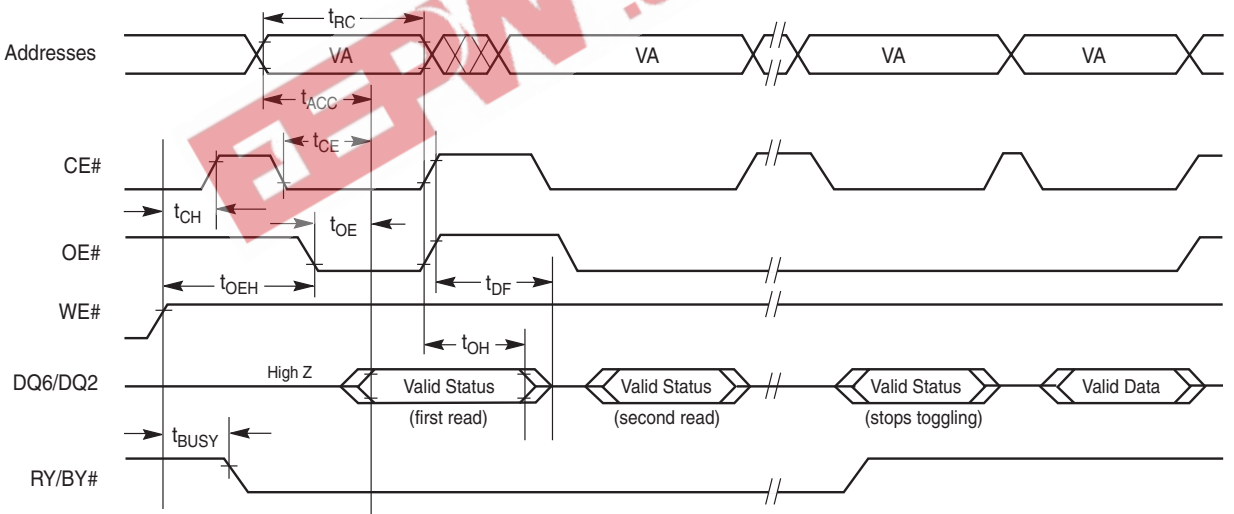 tRC
Addresses VA VA VA VA
tACC
tCE
CE#
tCH tOE
OE#
tOEH tDF
WE#
tOH
DQ6/DQ2 High Z Valid Status Valid Status Valid Status Valid Data
(first read) (second read) (stops toggling)
tBUSY
RY/BY#